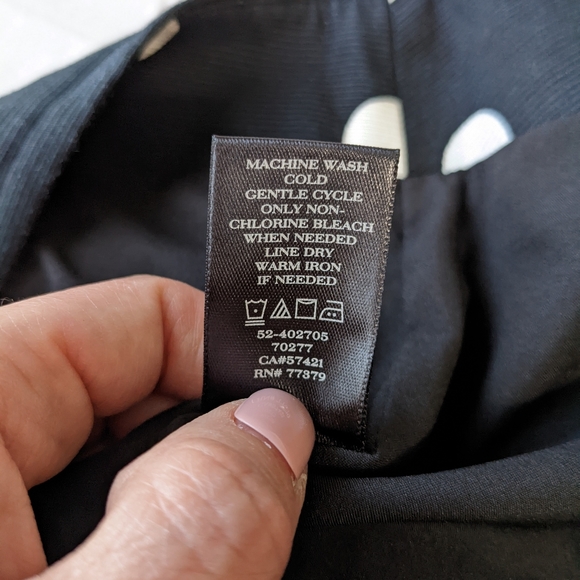 MACHINE WASH
COLD
GENTLE CYCLE
ONLY NON-
CHLORINE BLEACH
WHEN NEEDED
LINE DRY
WARM IRON
IF NEEDED
52-402705
70277
CA#57421
RN# 77379